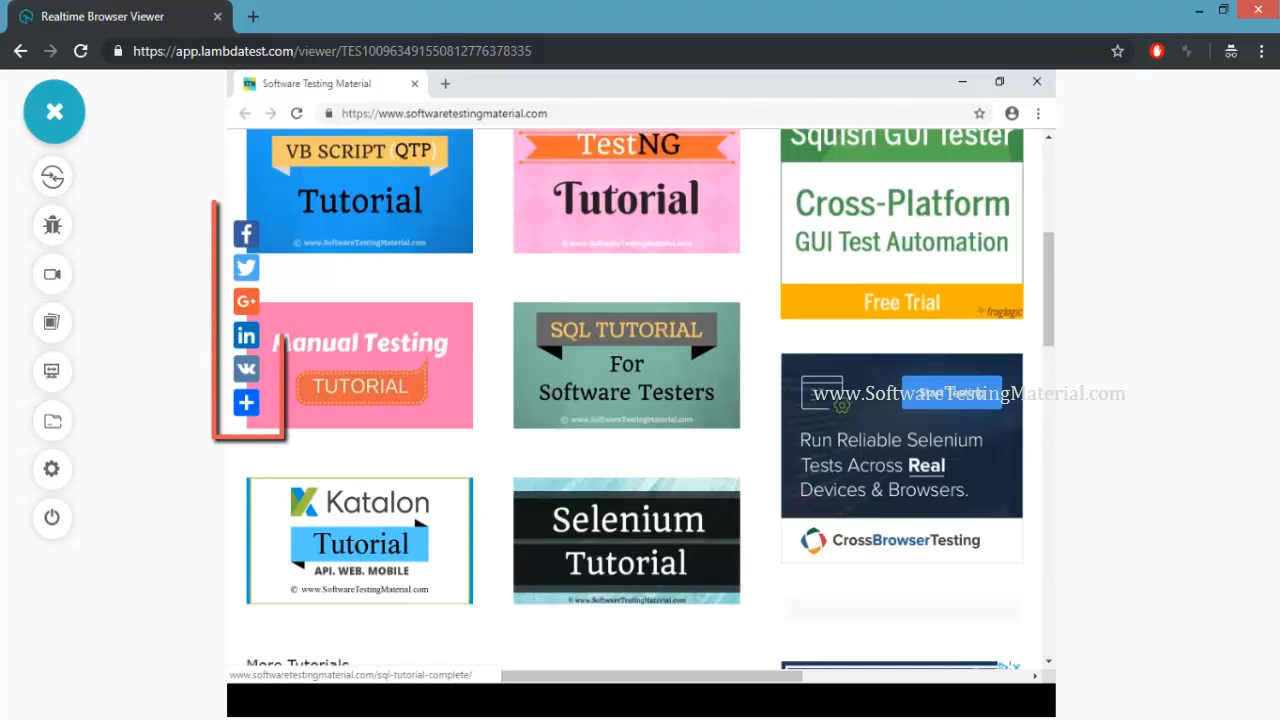 Realtime Browser Viewer
https://app.lambdatest.com/viewer/TES100963491550812776378335
Software Testing Material
https://www.softwaretestingmaterial.com
VB SCRIPT (QTP)
Tutorial
© www.SoftwareTestingMaterial.com
TestNG
Tutorial
© www.SoftwareTestingMaterial.com
Squish GUI Tester
Cross-Platform
GUI Test Automation
Free Trial
froglogic
f
G+
in
Manual Testing
TUTORIAL
SQL TUTORIAL
For
Software Testers
© www.SoftwareTestingMaterial.com
Start Testing
www.SoftwareTestingMaterial.com
Run Reliable Selenium
Tests Across Real
Devices & Browsers.
CrossBrowserTesting
Katalon
Tutorial
API. WEB. MOBILE
© www.SoftwareTestingMaterial.com
Selenium
Tutorial
© www.SoftwareTestingMaterial.com
More Tutorials
www.softwaretestingmaterial.com/sql-tutorial-complete/